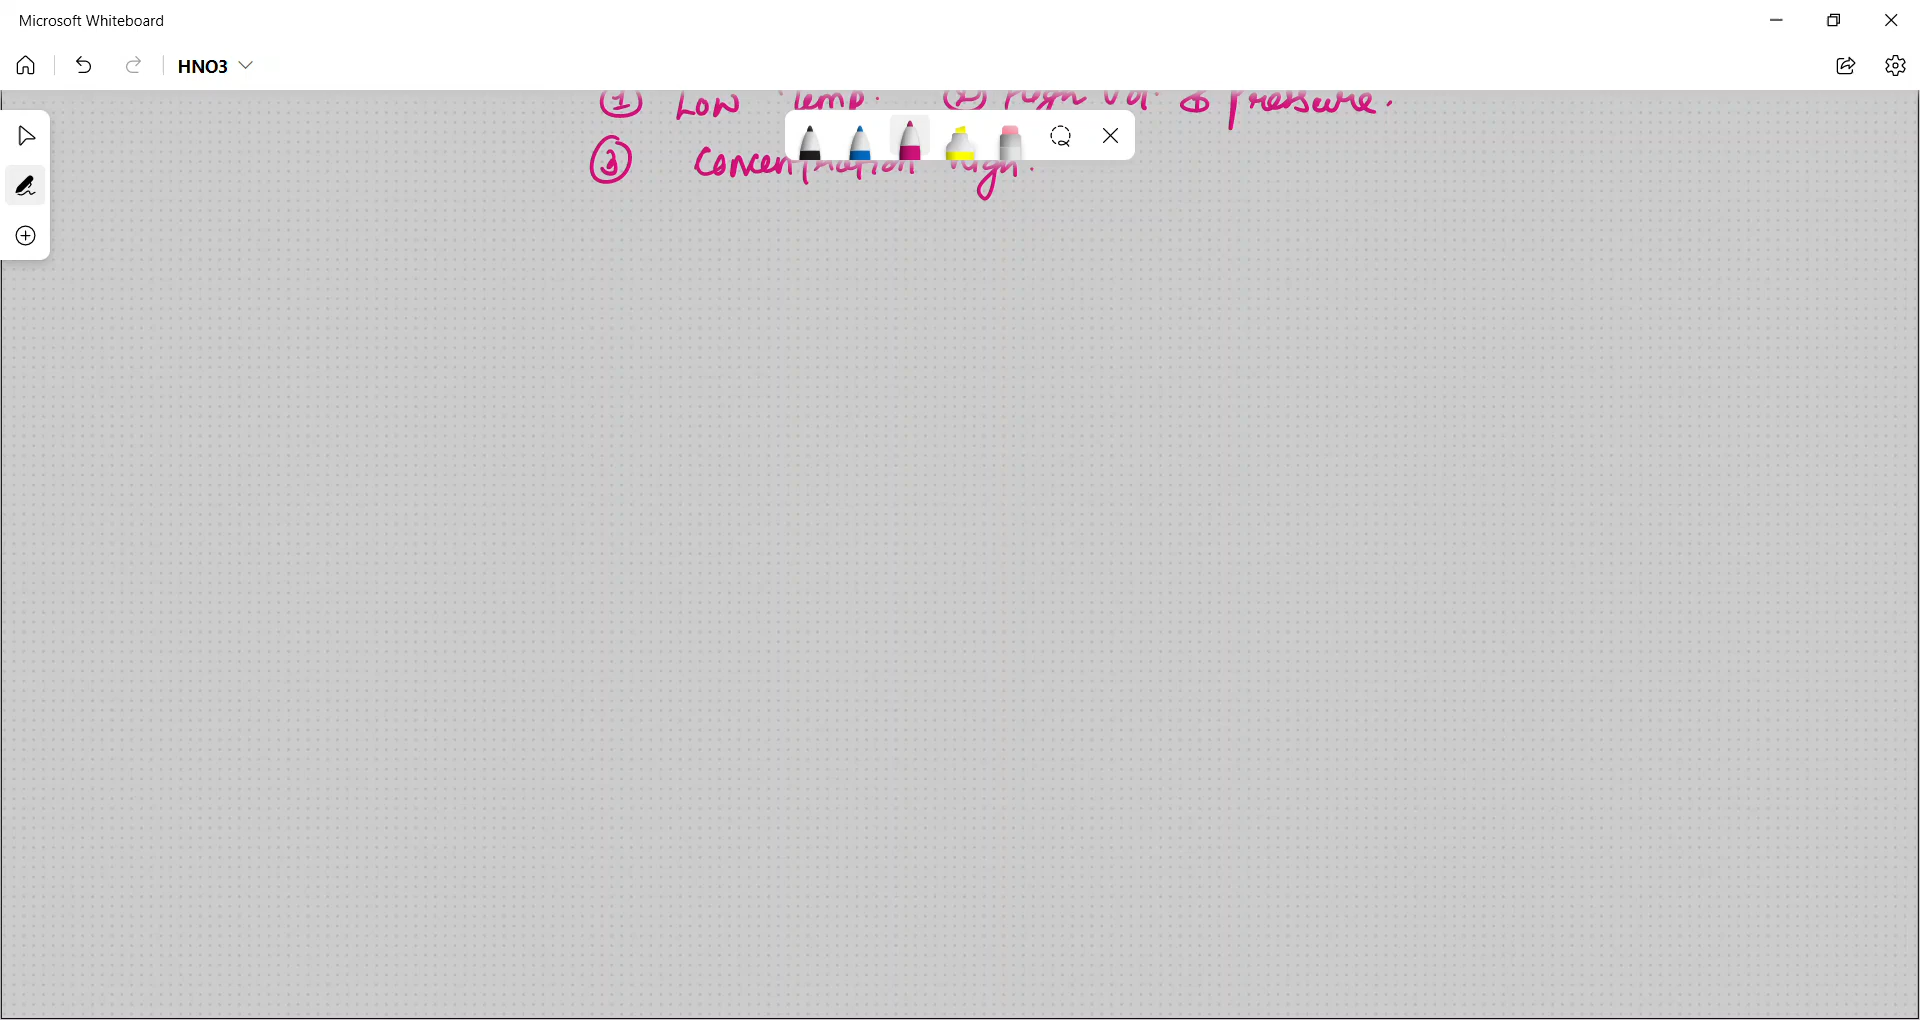 Microsoft Whiteboard
HNO3
① Low Temp. ② High Vol. & Pressure.
③ Concentration high.